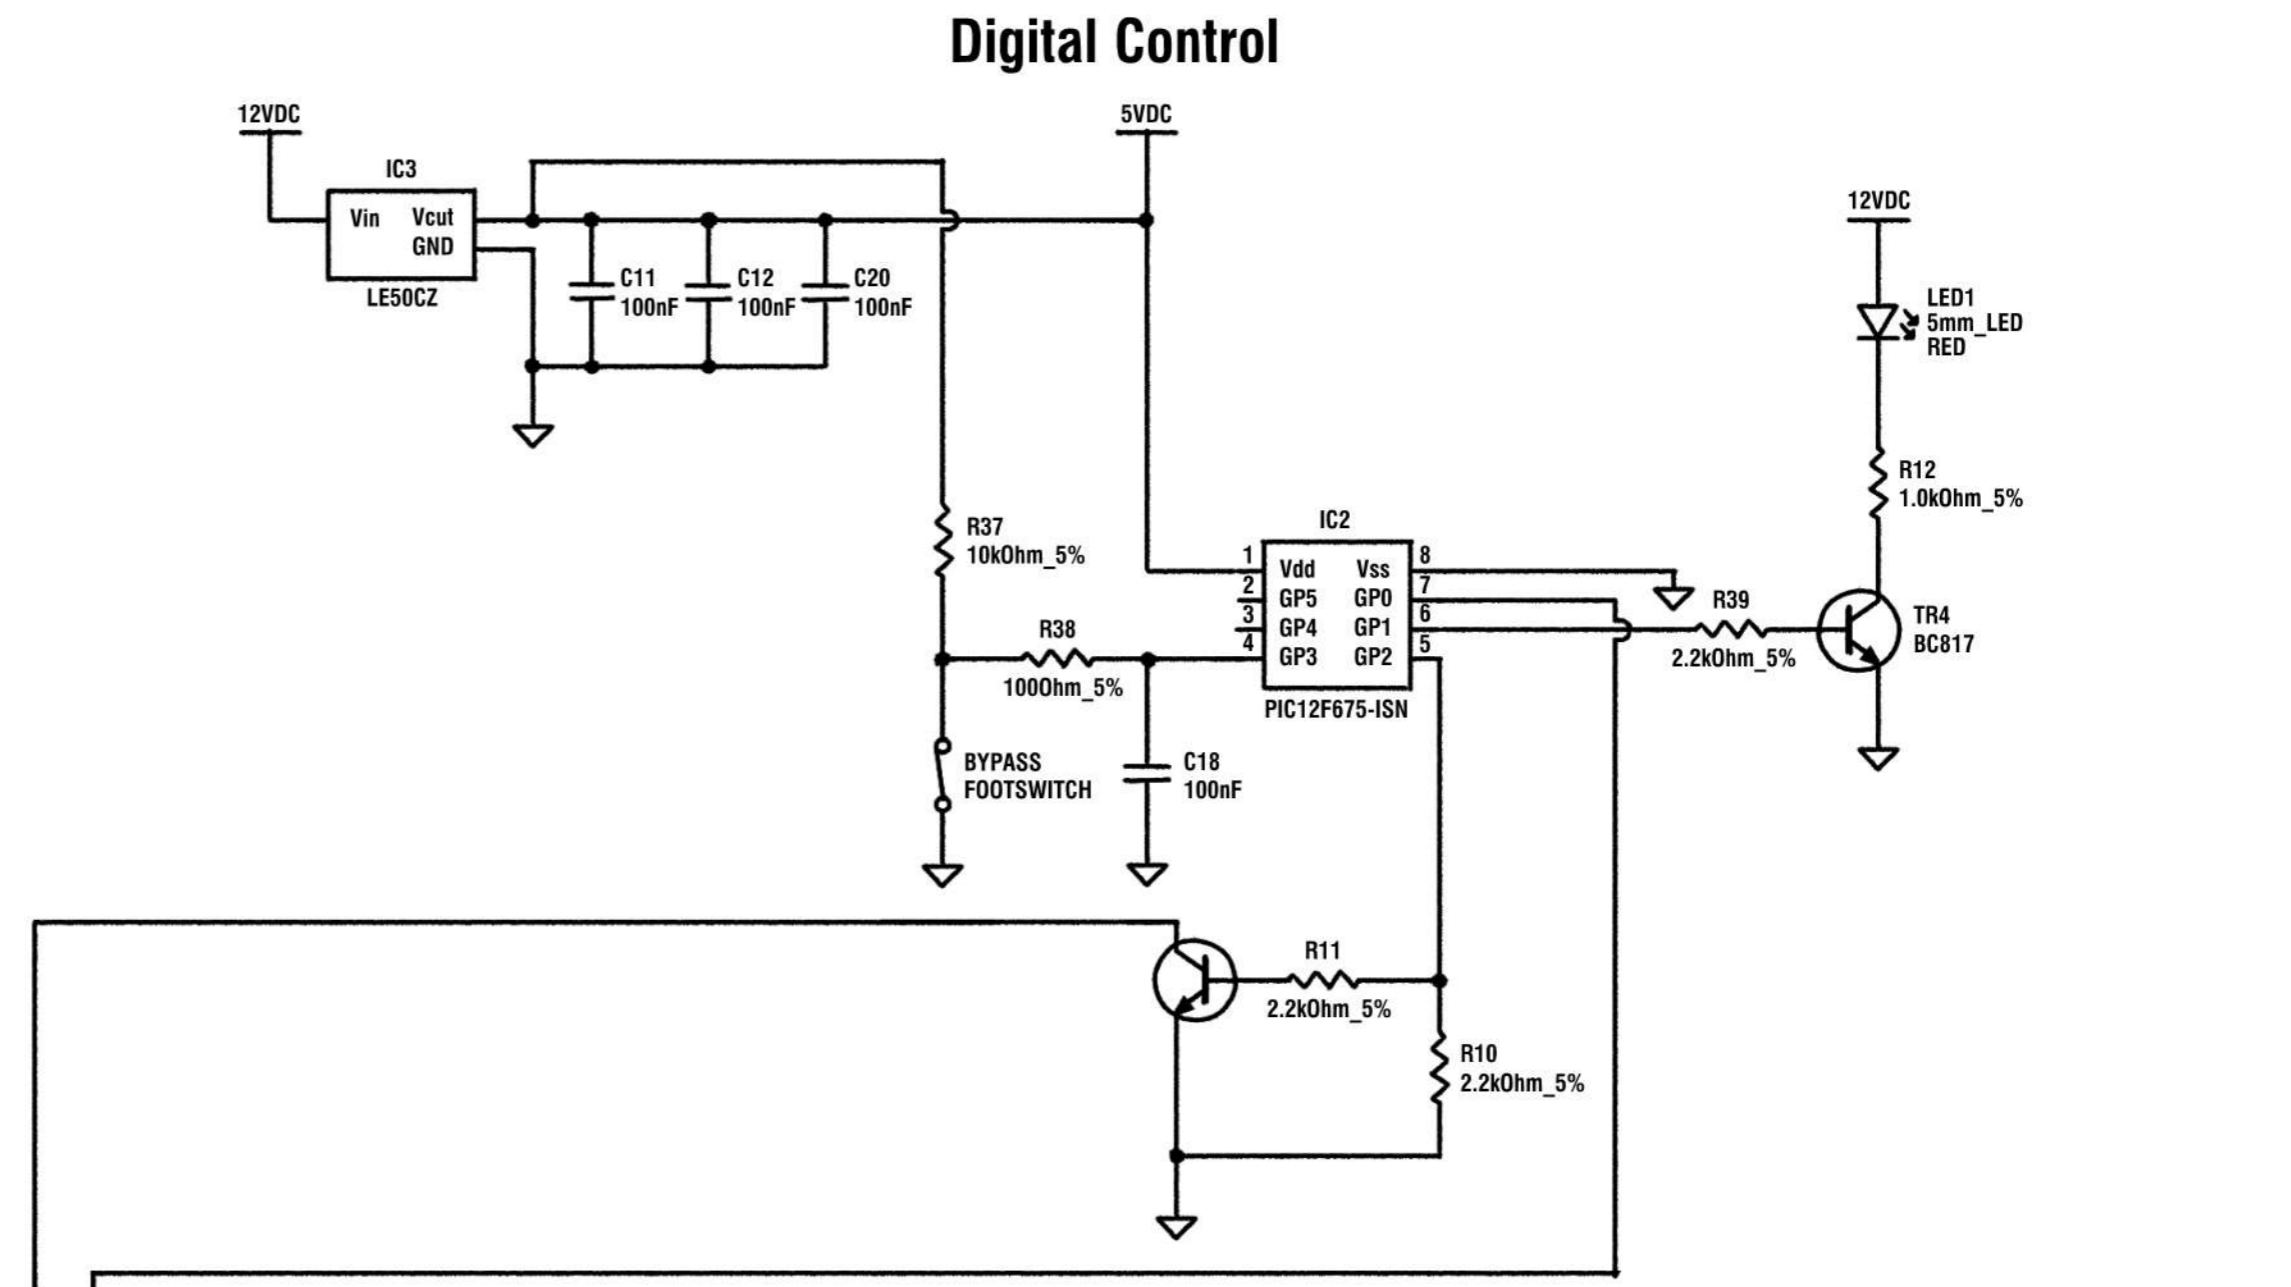 Digital Control
12VDC
5VDC
IC3
Vin
Vcut
GND
LE50CZ
C11
100nF
C12
100nF
C20
100nF
12VDC
LED1
5mm_LED
RED
R12
1.0kOhm_5%
R37
10kOhm_5%
IC2
1
2
3
4
Vdd
GP5
GP4
GP3
Vss
GP0
GP1
GP2
8
7
6
5
PIC12F675-ISN
R38
100Ohm_5%
R39
2.2kOhm_5%
TR4
BC817
BYPASS
FOOTSWITCH
C18
100nF
R11
2.2kOhm_5%
R10
2.2kOhm_5%